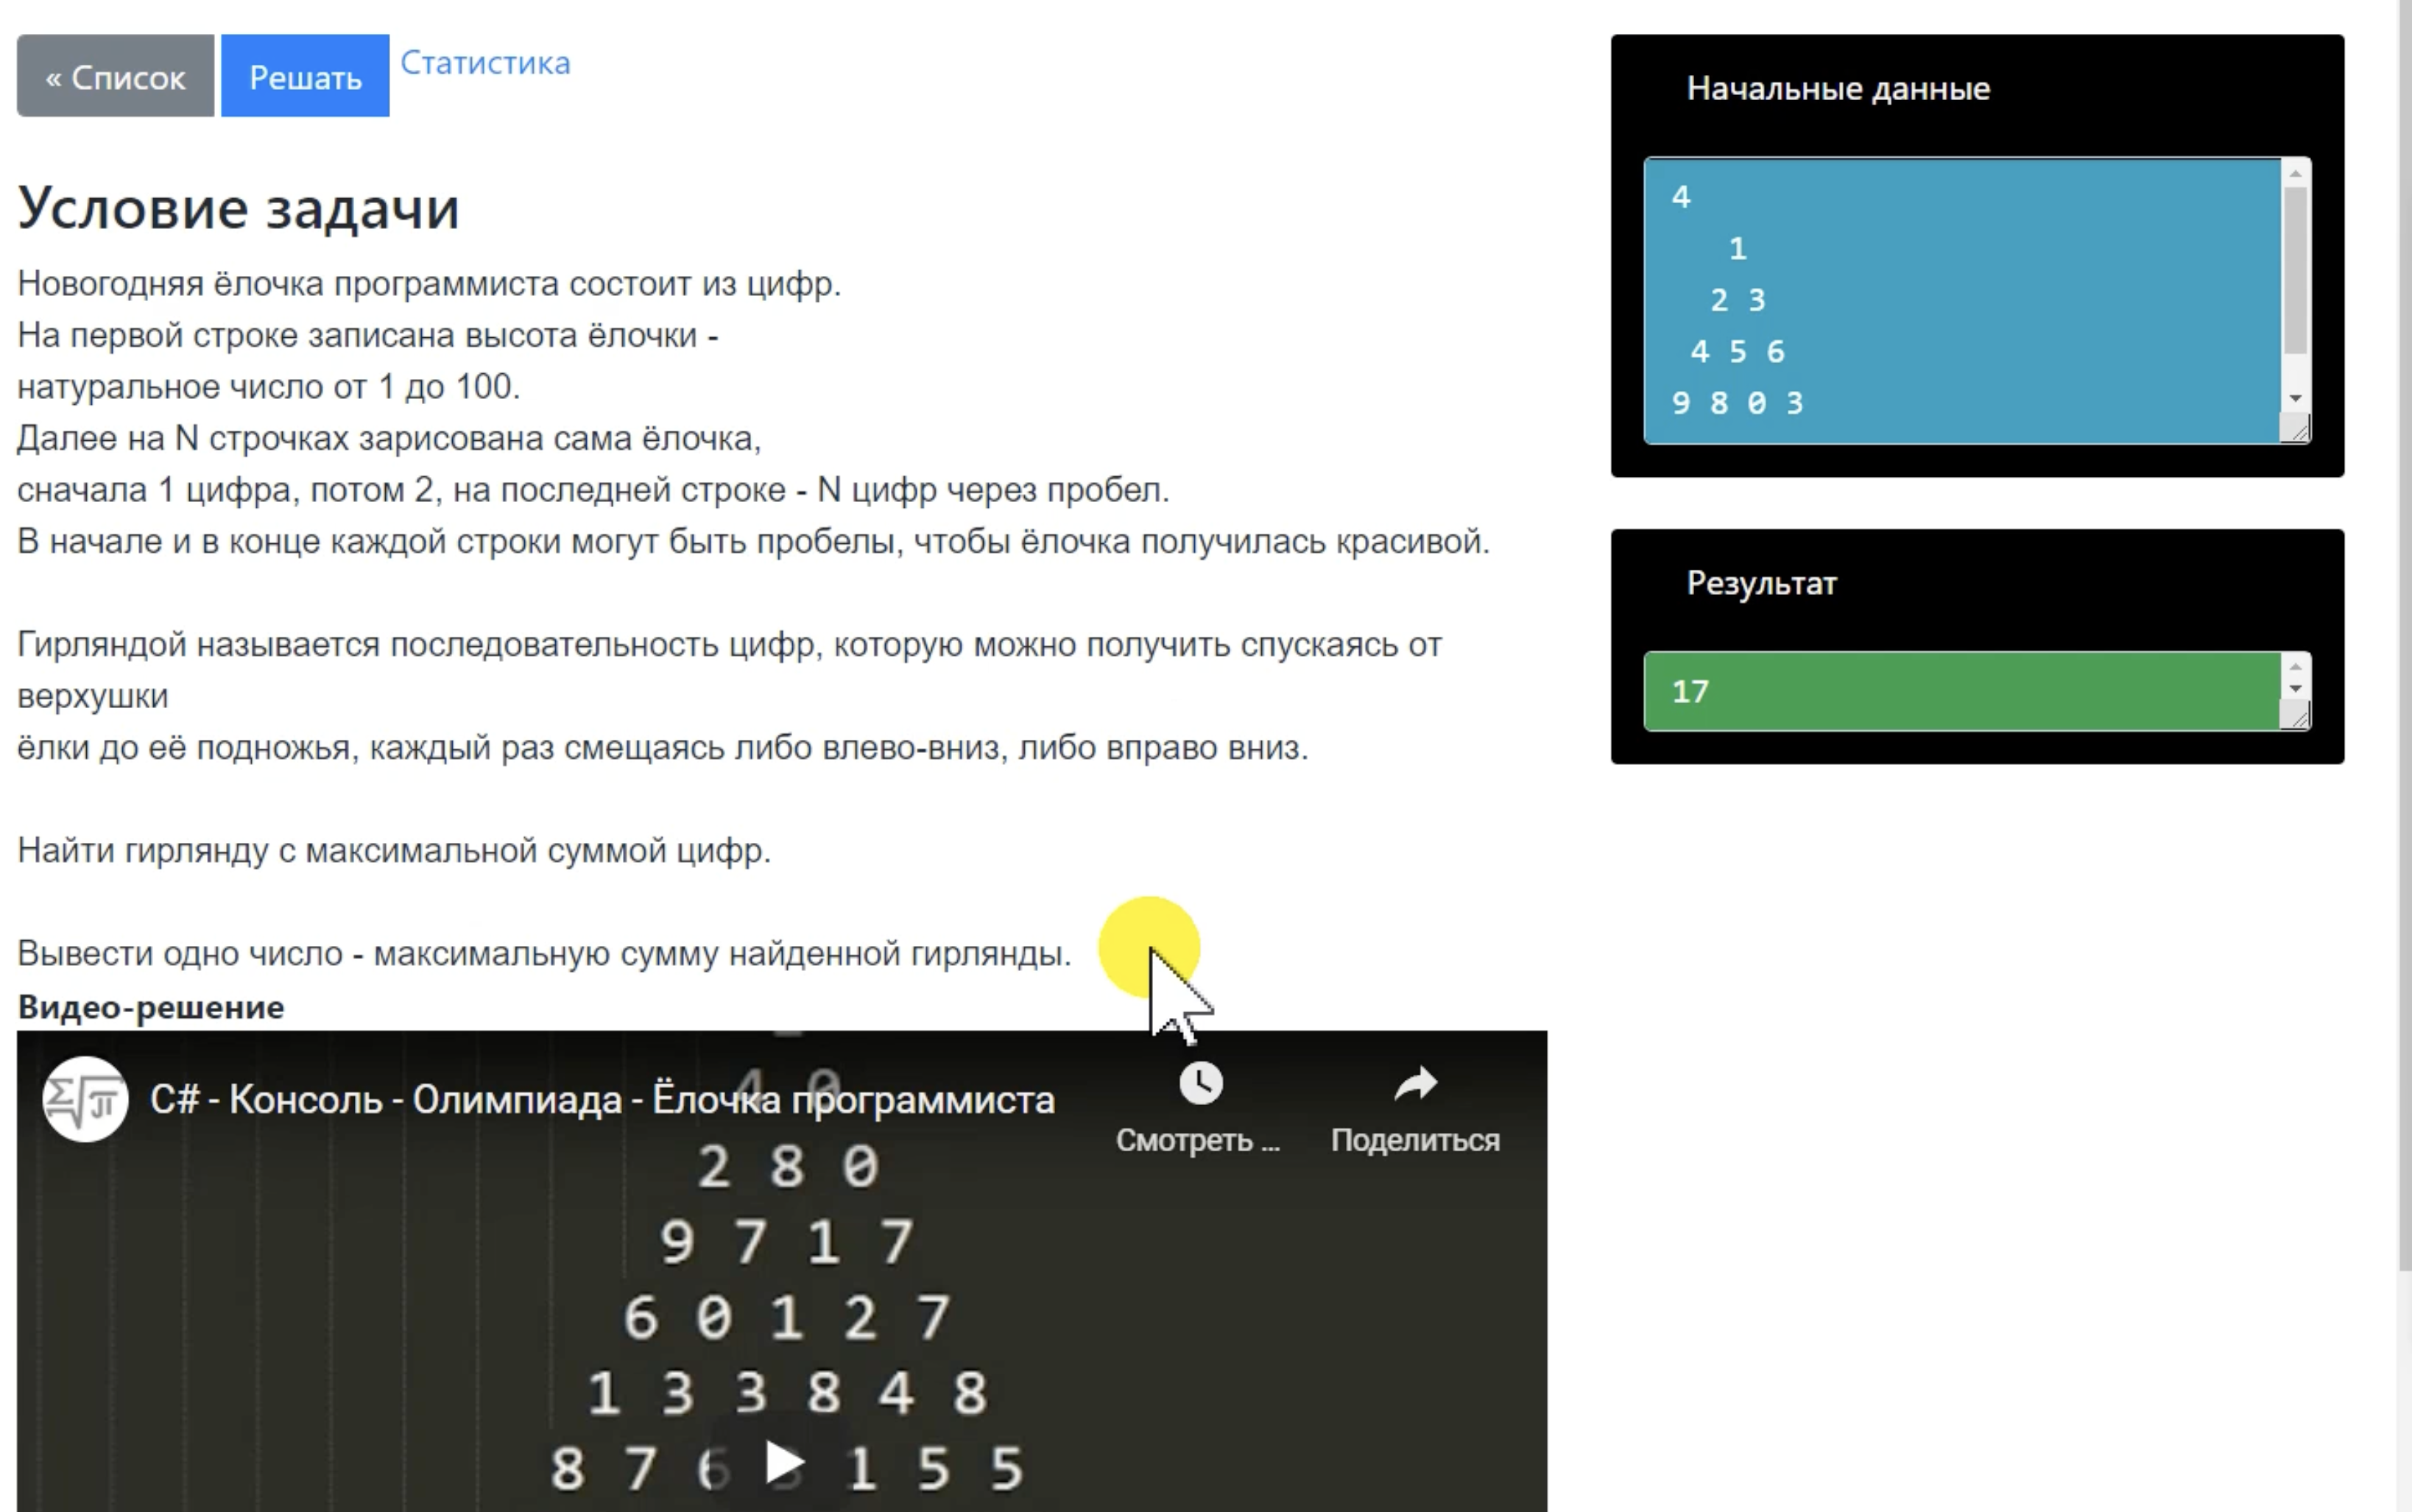 « Список
Решать
Статистика
Условие задачи
Новогодняя ёлочка программиста состоит из цифр.
На первой строке записана высота ёлочки -
натуральное число от 1 до 100.
Далее на N строчках зарисована сама ёлочка,
сначала 1 цифра, потом 2, на последней строке - N цифр через пробел.
В начале и в конце каждой строки могут быть пробелы, чтобы ёлочка получилась красивой.
Гирляндой называется последовательность цифр, которую можно получить спускаясь от
верхушки
ёлки до её подножья, каждый раз смещаясь либо влево-вниз, либо вправо вниз.
Найти гирлянду с максимальной суммой цифр.
Вывести одно число - максимальную сумму найденной гирлянды.
Видео-решение
C# - Консоль - Олимпиада - Ёлочка программиста
Смотреть ...
Поделиться
4 0
2 8 0
9 7 1 7
6 0 1 2 7
1 3 3 8 4 8
8 7 6 1 5 5
Начальные данные
4
1
2 3
4 5 6
9 8 0 3
Результат
17